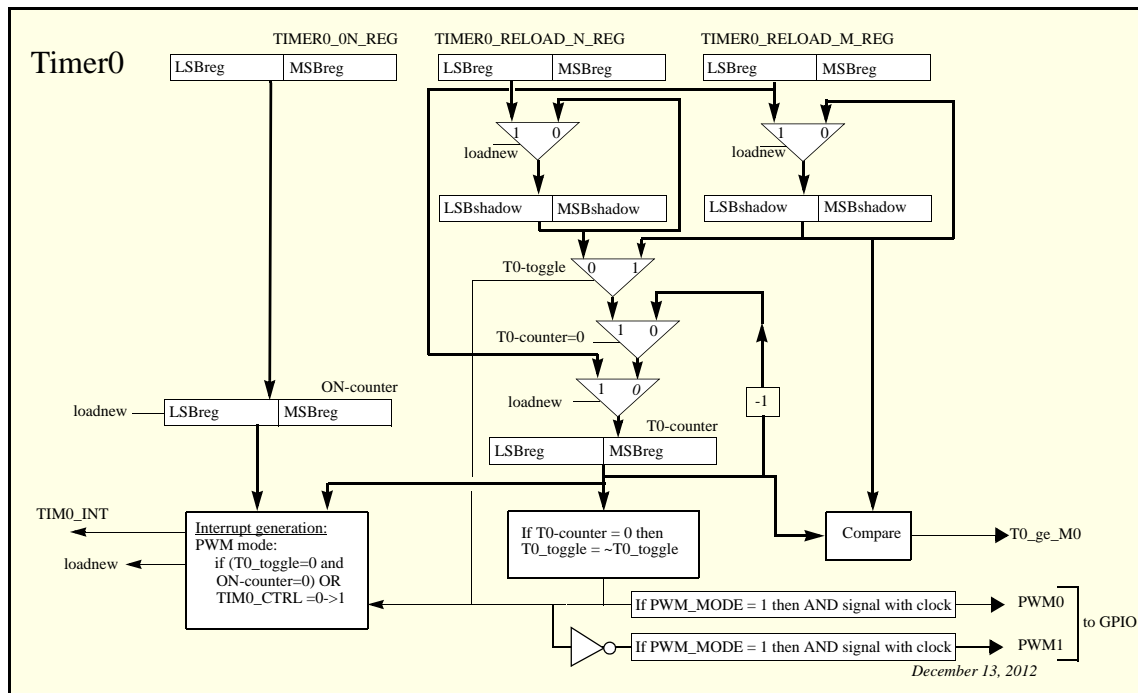 Timer0
TIMER0_0N_REG
TIMER0_RELOAD_N_REG
TIMER0_RELOAD_M_REG
LSBreg MSBreg
LSBreg MSBreg
LSBreg MSBreg
1 0
loadnew
1 0
loadnew
LSBshadow MSBshadow
LSBshadow MSBshadow
T0-toggle
0 1
T0-counter=0
1 0
loadnew
1 0
-1
ON-counter
loadnew
LSBreg MSBreg
T0-counter
LSBreg MSBreg
TIM0_INT
loadnew
Interrupt generation:
PWM mode:
if (T0_toggle=0 and
ON-counter=0) OR
TIM0_CTRL =0->1
If T0-counter = 0 then
T0_toggle = ~T0_toggle
Compare
T0_ge_M0
If PWM_MODE = 1 then AND signal with clock
PWM0
If PWM_MODE = 1 then AND signal with clock
PWM1
to GPIO
December 13, 2012